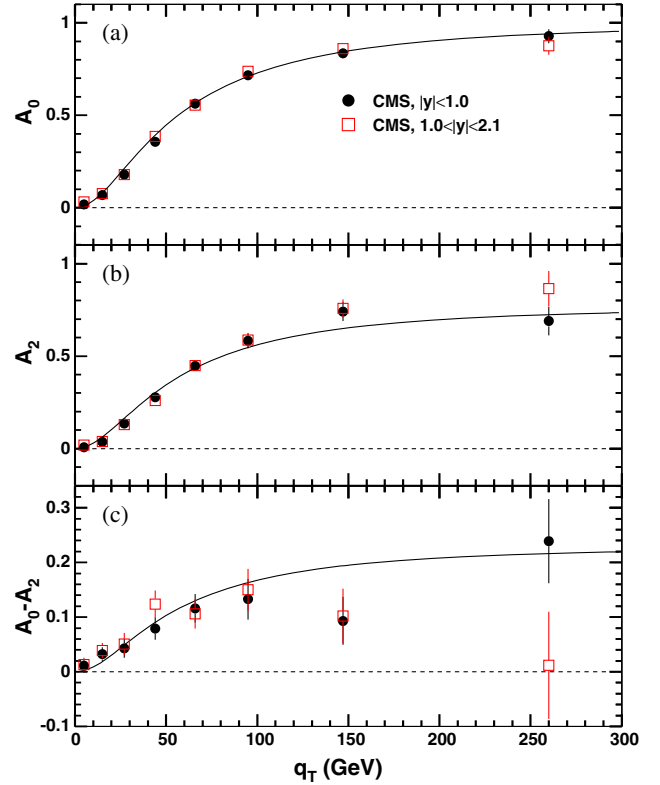 (a)
1
0.5
0
A0
CMS, |y|<1.0
CMS, 1.0<|y|<2.1
(b)
1
0.5
0
A2
(c)
0.3
0.2
0.1
0
-0.1
A0-A2
0 50 100 150 200 250 300
qT (GeV)